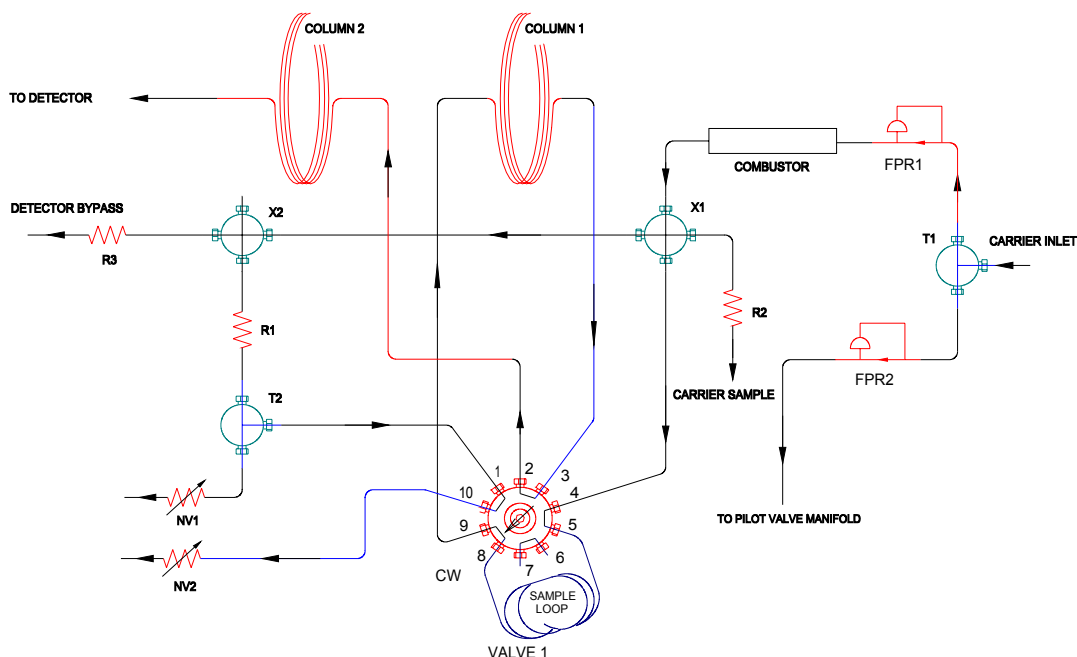 COLUMN 2
COLUMN 1
TO DETECTOR
COMBUSTOR
FPR1
DETECTOR BYPASS
X2
X1
T1
CARRIER INLET
R3
R1
R2
FPR2
CARRIER SAMPLE
T2
1
2
3
10
4
9
5
8
7
6
NV1
NV2
CW
TO PILOT VALVE MANIFOLD
SAMPLE
LOOP
VALVE 1